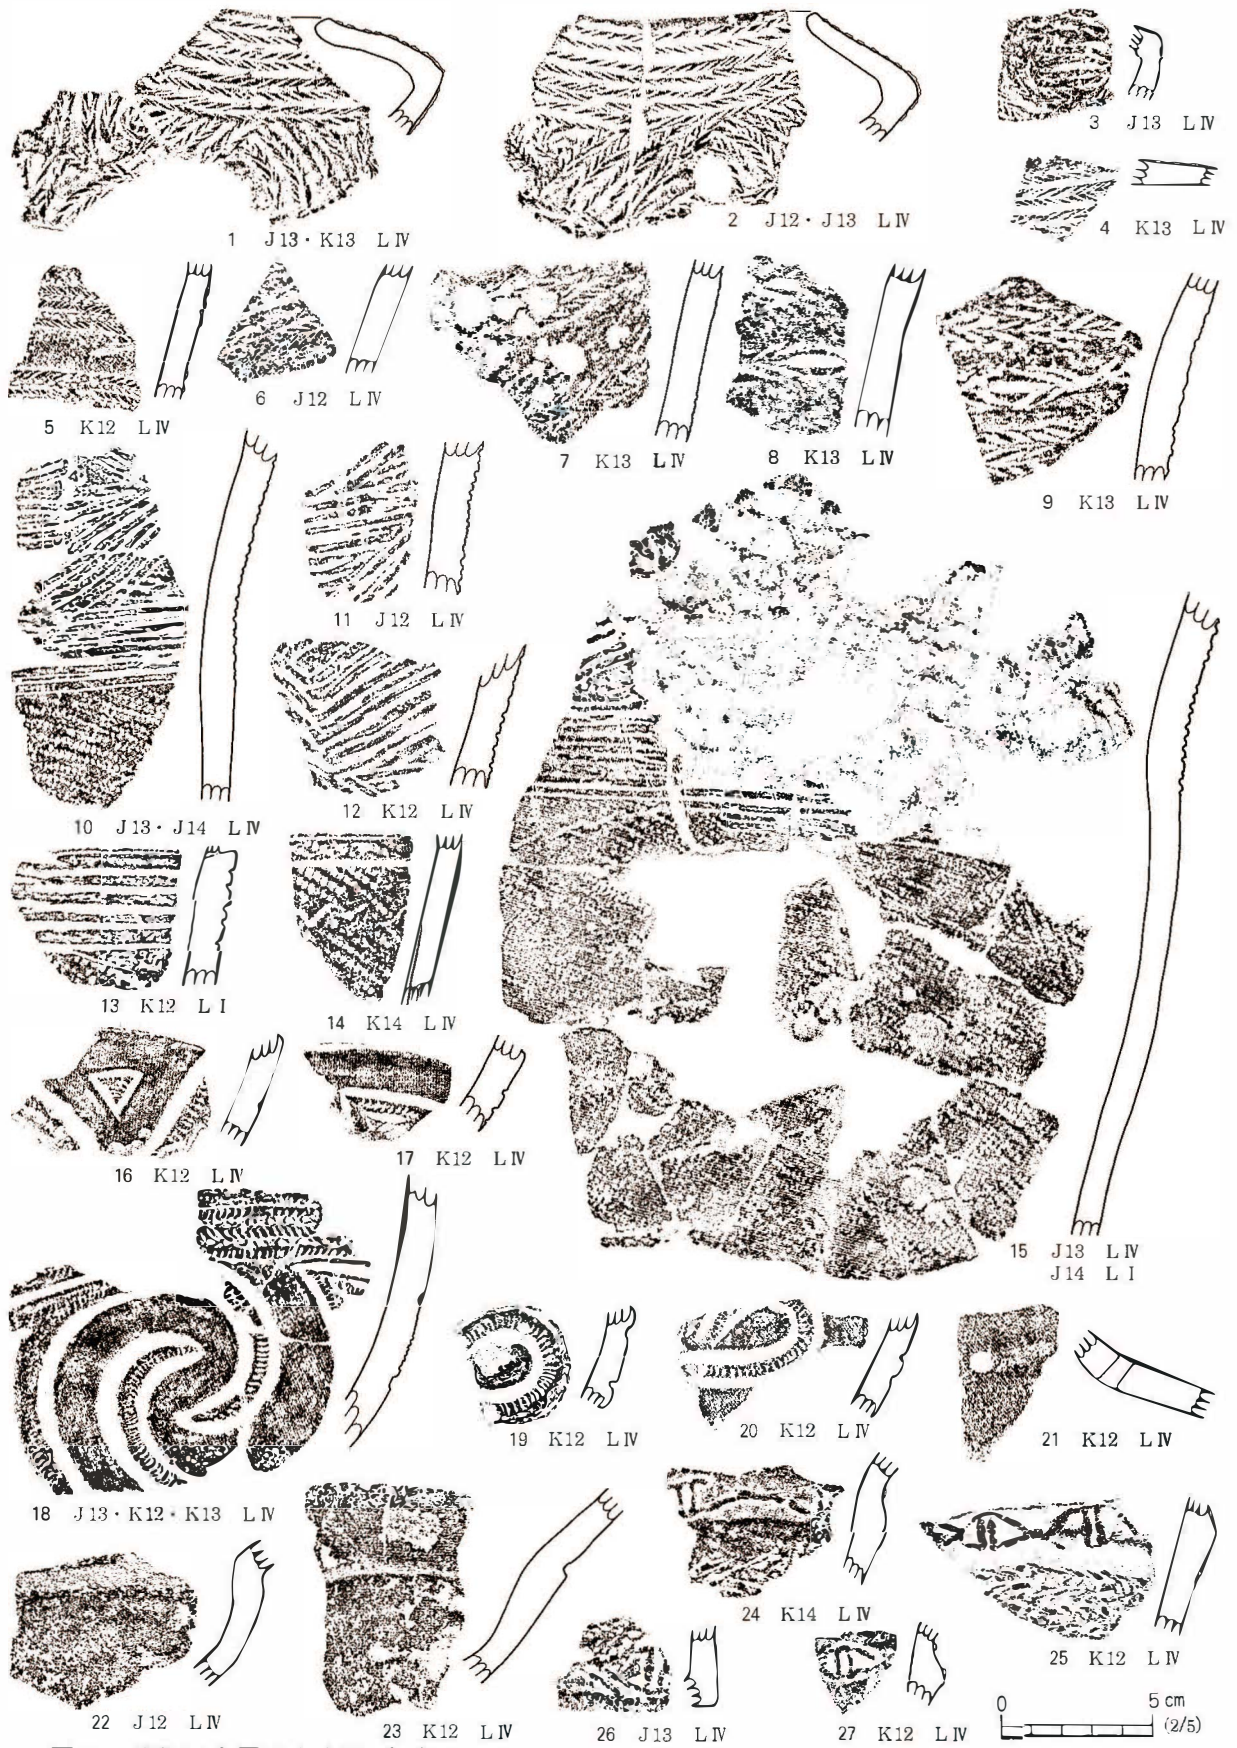 1 J13・K13 LⅣ
2 J12・J13 LⅣ
3 J13 LⅣ
4 K13 LⅣ
5 K12 LⅣ
6 J12 LⅣ
7 K13 LⅣ
8 K13 LⅣ
9 K13 LⅣ
10 J13・J14 LⅣ
11 J12 LⅣ
12 K12 LⅣ
13 K12 LⅠ
14 K14 LⅣ
15 J13 LⅣ
J14 LⅠ
16 K12 LⅣ
17 K12 LⅣ
18 J13・K12・K13 LⅣ
19 K12 LⅣ
20 K12 LⅣ
21 K12 LⅣ
22 J12 LⅣ
23 K12 LⅣ
24 K14 LⅣ
25 K12 LⅣ
26 J13 LⅣ
27 K12 LⅣ
0 5 cm
(2/5)